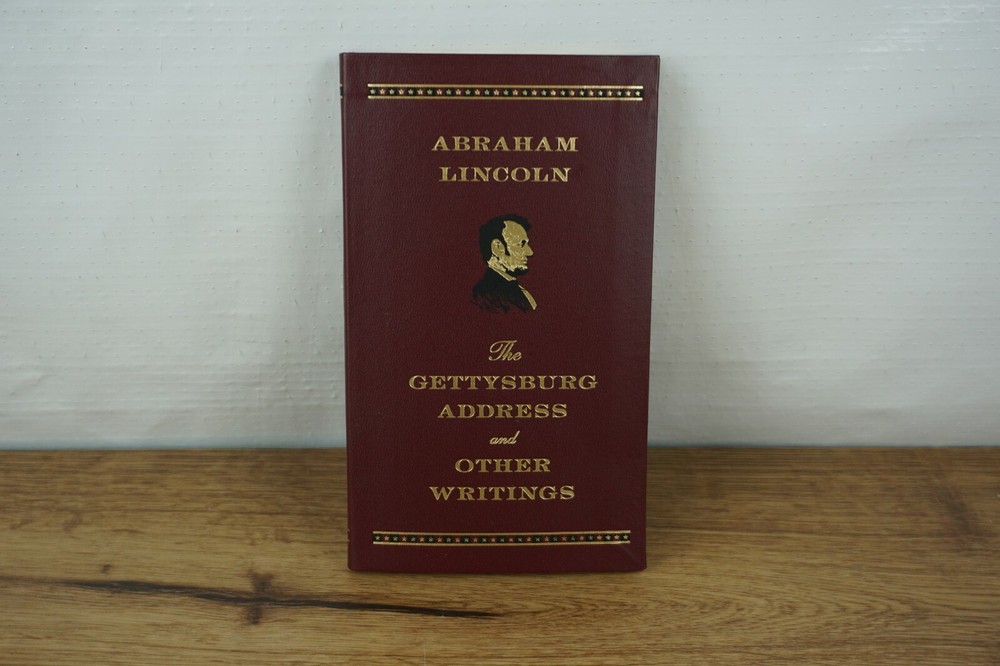 ABRAHAM
LINCOLN
The
GETTYSBURG
ADDRESS
and
OTHER
WRITINGS